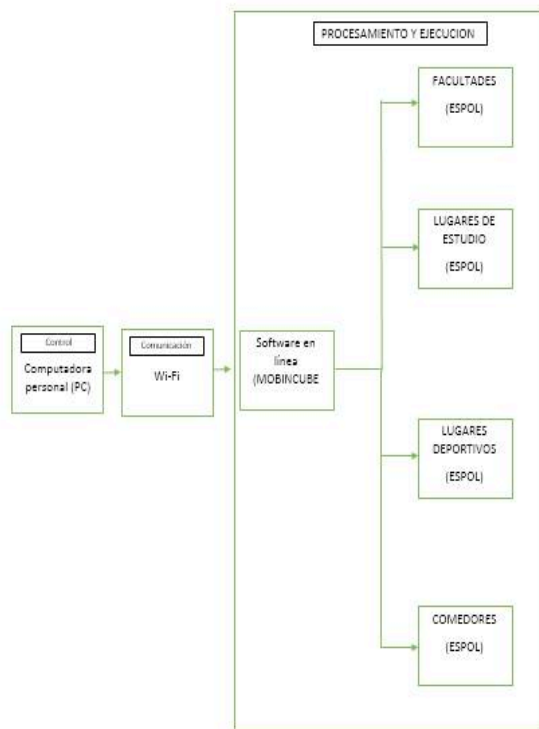 PROCESAMIENTO Y EJECUCION
FACULTADES
(ESPOL)
LUGARES DE
ESTUDIO
(ESPOL)
Control
Computadora
personal (PC)
Comunicación
Wi-Fi
Software en
línea
(MOBINCUBE
LUGARES
DEPORTIVOS
(ESPOL)
COMEDORES
(ESPOL)